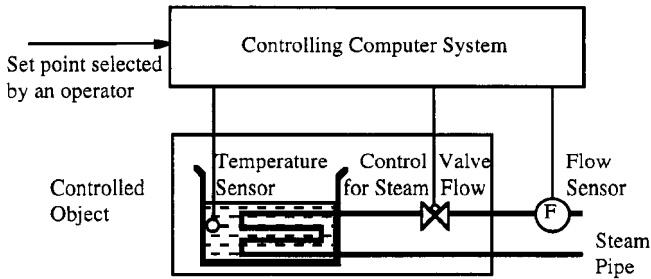 Controlling Computer System
Set point selected
by an operator
Temperature
Sensor
Control Valve
for Steam Flow
Flow
Sensor
Controlled
Object
F
Steam
Pipe